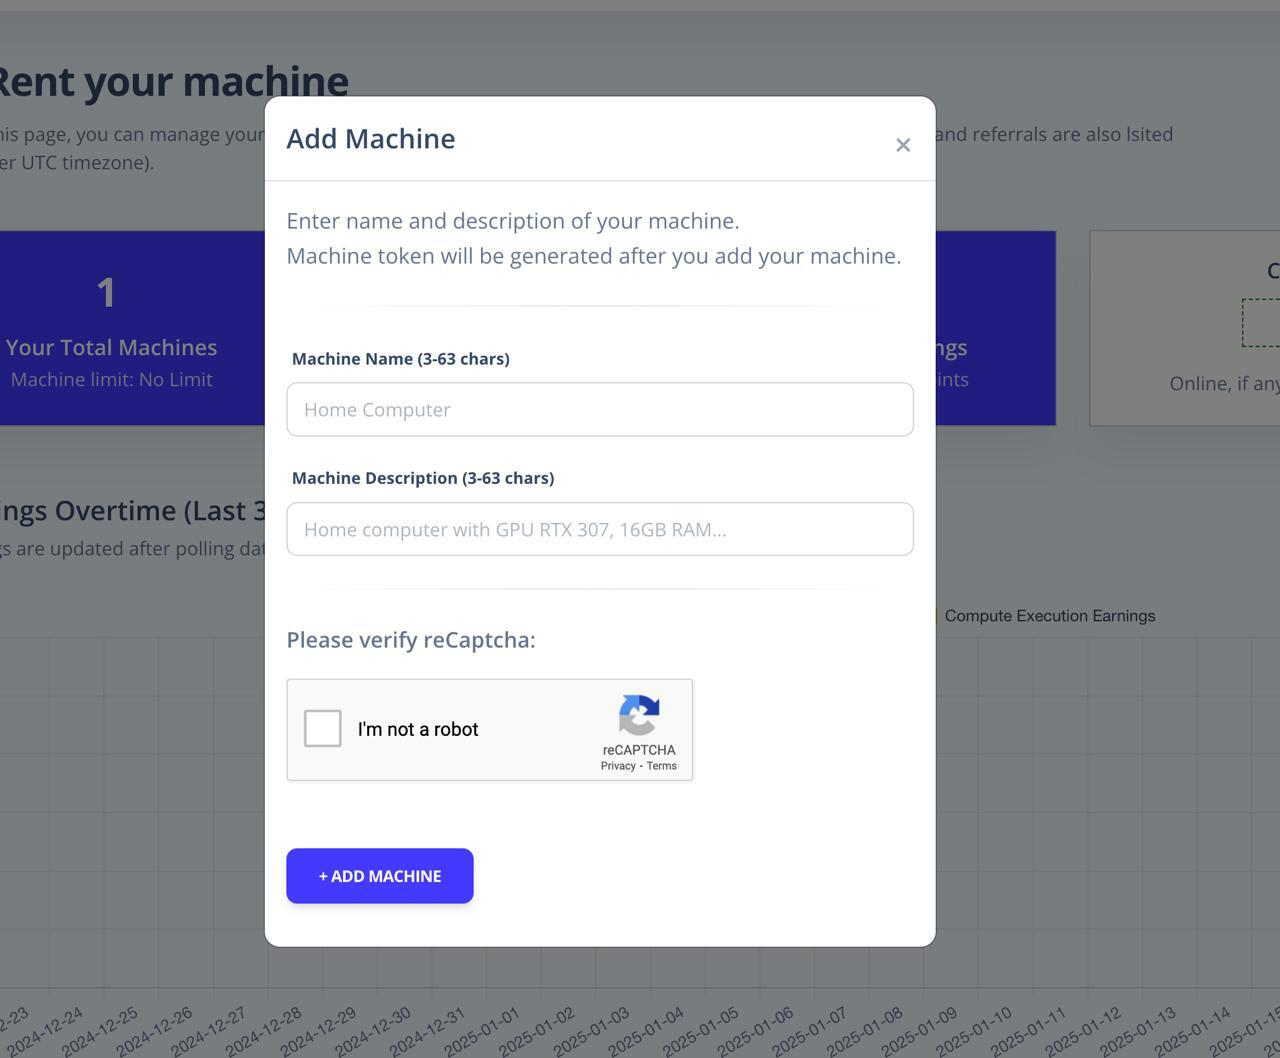 Rent your machine
his page, you can manage your
and referrals are also lsited
er UTC timezone).
Add Machine
×
Enter name and description of your machine.
Machine token will be generated after you add your machine.
1
Your Total Machines
Machine limit: No Limit
ngs
ints
C
Online, if any
Machine Name (3-63 chars)
Home Computer
Machine Description (3-63 chars)
Home computer with GPU RTX 307, 16GB RAM...
ings Overtime (Last 3
gs are updated after polling dat
Compute Execution Earnings
Please verify reCaptcha:
I'm not a robot
reCAPTCHA
Privacy - Terms
+ ADD MACHINE
2-23
2024-12-24
2024-12-25
2024-12-26
2024-12-27
2024-12-28
2024-12-29
2024-12-30
2024-12-31
2025-01-01
2025-01-02
2025-01-03
2025-01-04
2025-01-05
2025-01-06
2025-01-07
2025-01-08
2025-01-09
2025-01-10
2025-01-11
2025-01-12
2025-01-13
2025-01-14
2025-01-15